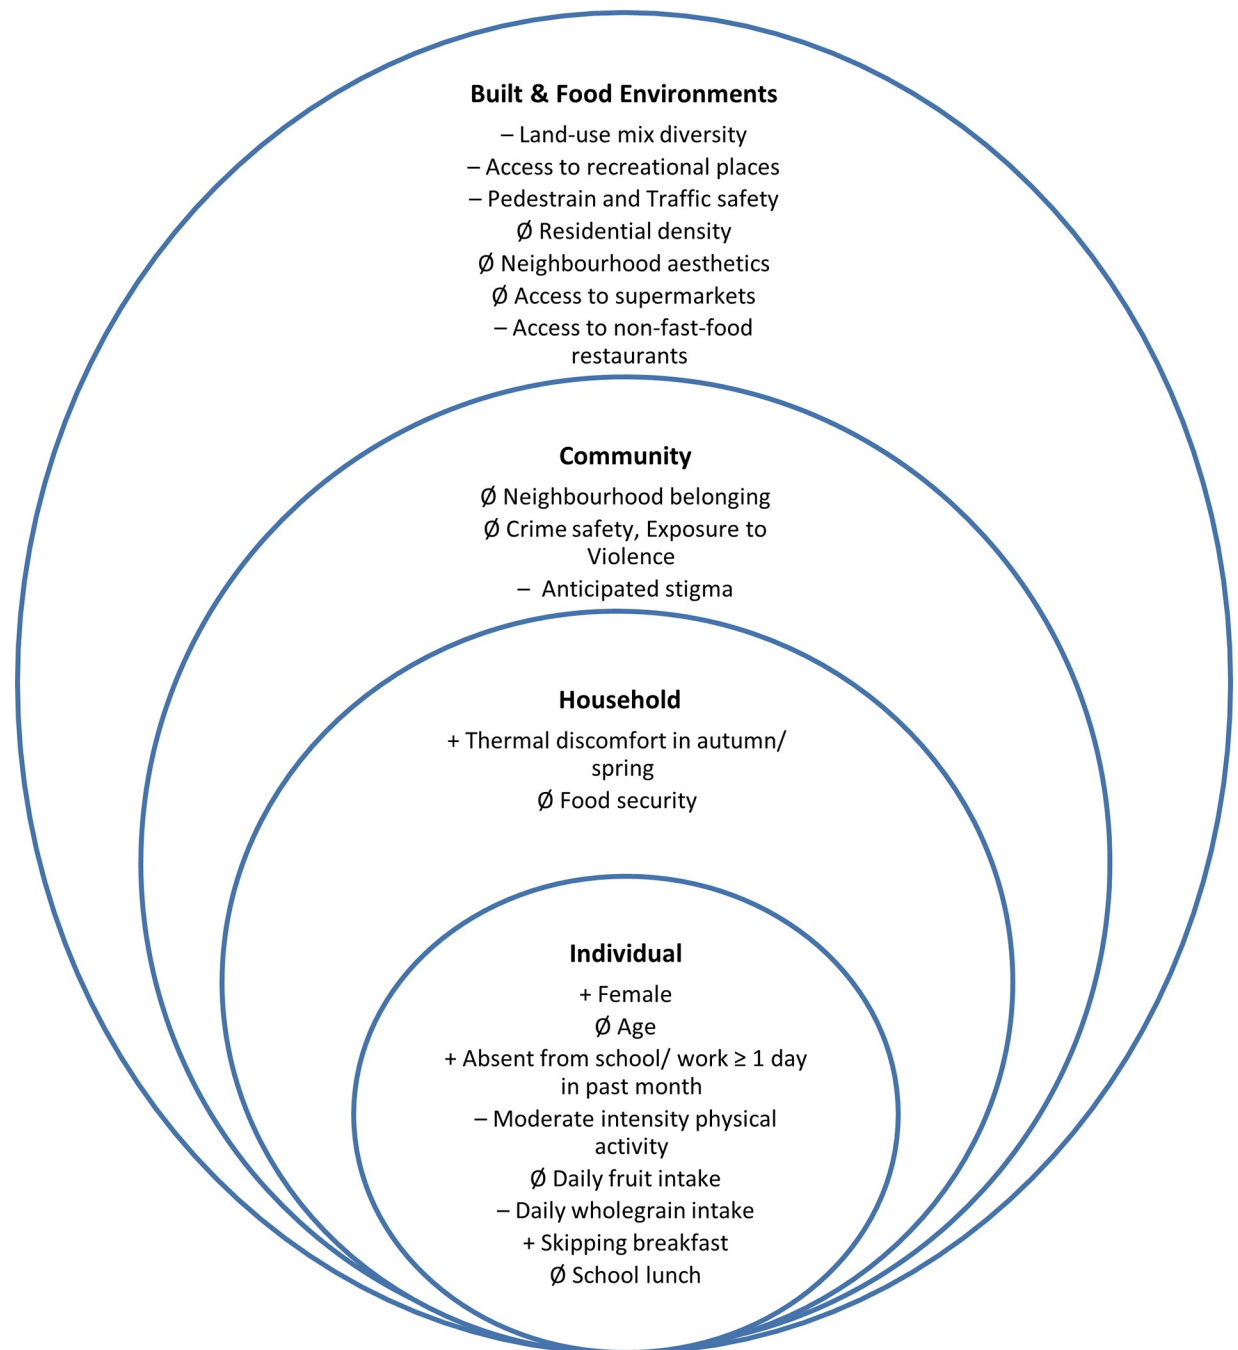 Built & Food Environments
– Land-use mix diversity
– Access to recreational places
– Pedestrain and Traffic safety
Ø Residential density
Ø Neighbourhood aesthetics
Ø Access to supermarkets
– Access to non-fast-food
restaurants
Community
Ø Neighbourhood belonging
Ø Crime safety, Exposure to
Violence
– Anticipated stigma
Household
+ Thermal discomfort in autumn/
spring
Ø Food security
Individual
+ Female
Ø Age
+ Absent from school/ work ≥ 1 day
in past month
– Moderate intensity physical
activity
Ø Daily fruit intake
– Daily wholegrain intake
+ Skipping breakfast
Ø School lunch